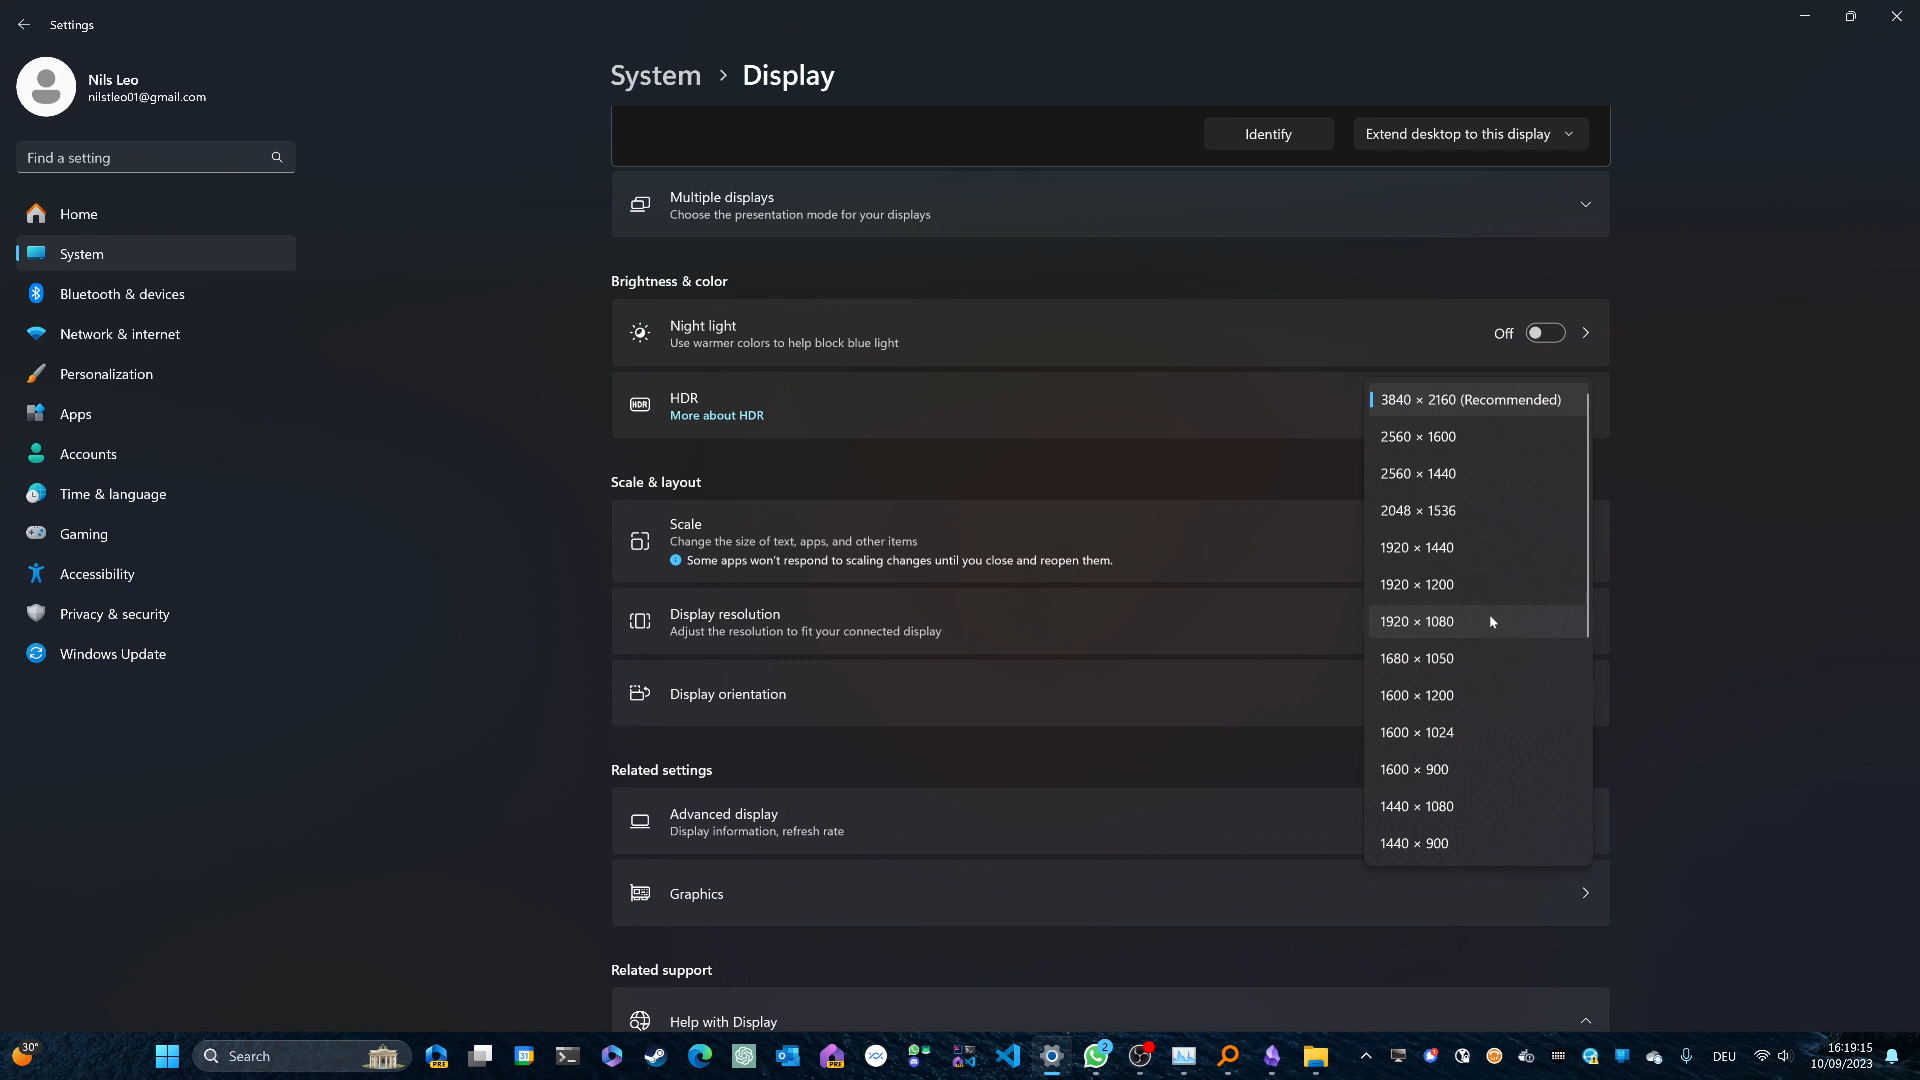 Settings
Nils Leo
nilstleo01@gmail.com
Find a setting
Home
System
Bluetooth & devices
Network & internet
Personalization
Apps
Accounts
Time & language
Gaming
Accessibility
Privacy & security
Windows Update
System › Display
Identify
Extend desktop to this display
Multiple displays
Choose the presentation mode for your displays
Brightness & color
Night light
Use warmer colors to help block blue light
Off
HDR
HDR
More about HDR
Scale & layout
Scale
Change the size of text, apps, and other items
Some apps won't respond to scaling changes until you close and reopen them.
Display resolution
Adjust the resolution to fit your connected display
Display orientation
3840 × 2160 (Recommended)
2560 × 1600
2560 × 1440
2048 × 1536
1920 × 1440
1920 × 1200
1920 × 1080
1680 × 1050
1600 × 1200
1600 × 1024
1600 × 900
1440 × 1080
1440 × 900
Related settings
Advanced display
Display information, refresh rate
Graphics
Related support
Help with Display
30°
Search
PRE
31
PRE
2
DEU
16:19:15
10/09/2023